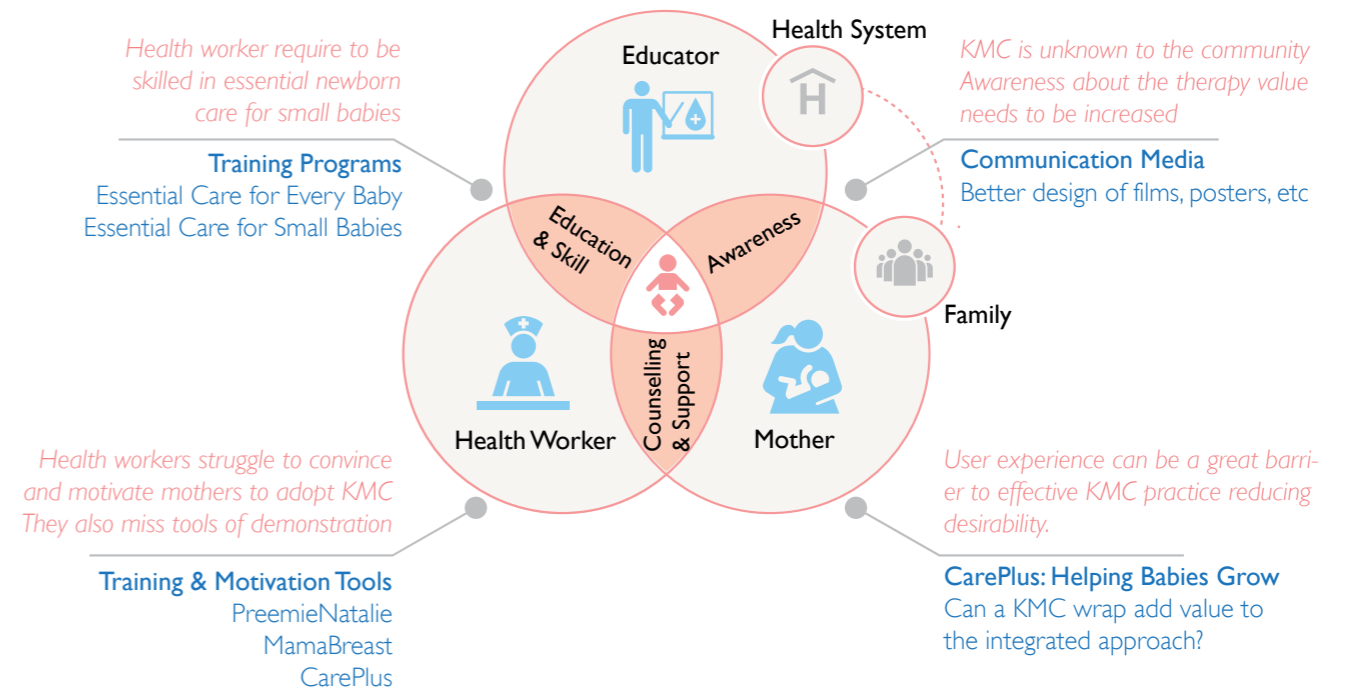 Health worker require to be
skilled in essential newborn
care for small babies
Training Programs
Essential Care for Every Baby
Essential Care for Small Babies
Educator
Health System
H
KMC is unknown to the community
Awareness about the therapy value
needs to be increased
Communication Media
Better design of films, posters, etc
Education
& Skill
Awareness
Counselling
& Support
Family
Health Worker
Mother
Health workers struggle to convince
and motivate mothers to adopt KMC
They also miss tools of demonstration
Training & Motivation Tools
PreemieNatalie
MamaBreast
CarePlus
User experience can be a great barri-
er to effective KMC practice reducing
desirability.
CarePlus: Helping Babies Grow
Can a KMC wrap add value to
the integrated approach?